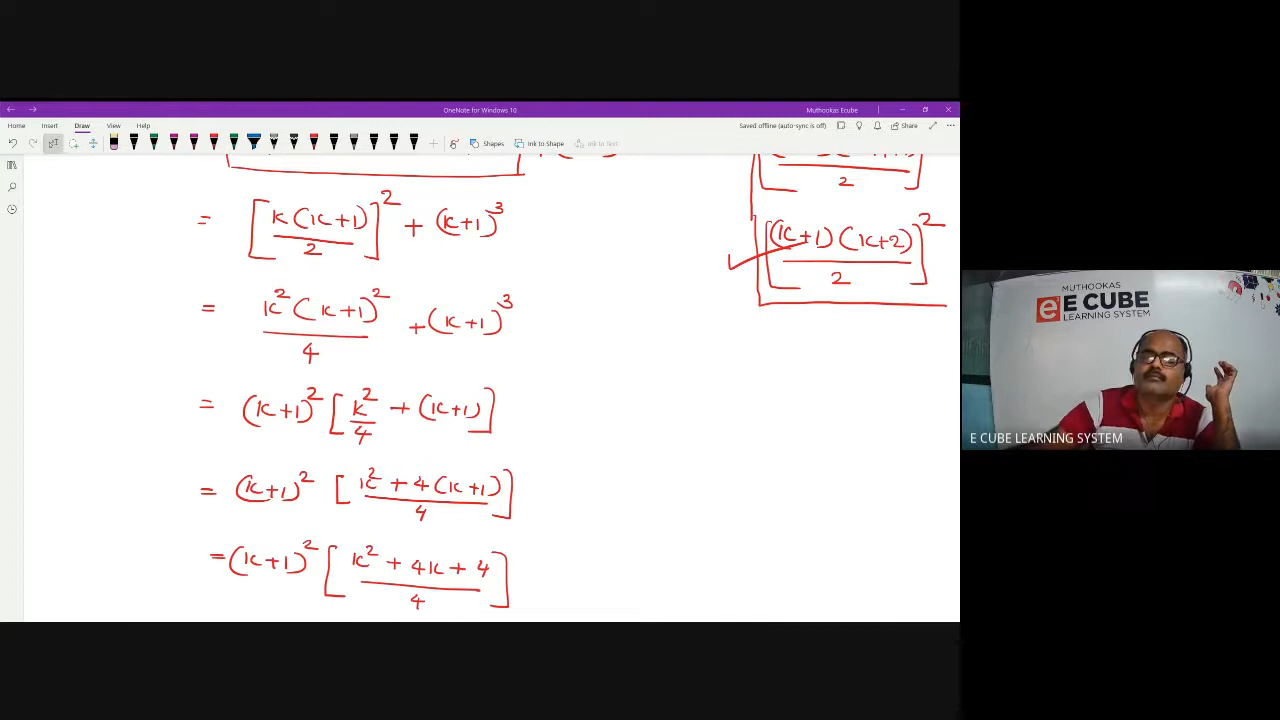 OneNote for Windows 10
Muthookas Ecube
Home Insert Draw View Help
Saved offline (auto-sync is off)
Share
Shapes
Ink to Shape
Ink to Text
2
= [k(k+1)/2]² + (k+1)³
[(k+1)(k+2)/2]²
= k²(k+1)²/4 + (k+1)³
= (k+1)² [k²/4 + (k+1)]
= (k+1)² [k² + 4(k+1)/4]
= (k+1)² [k² + 4k + 4/4]
MUTHOOKAS
e E CUBE
LEARNING SYSTEM
E CUBE LEARNING SYSTEM